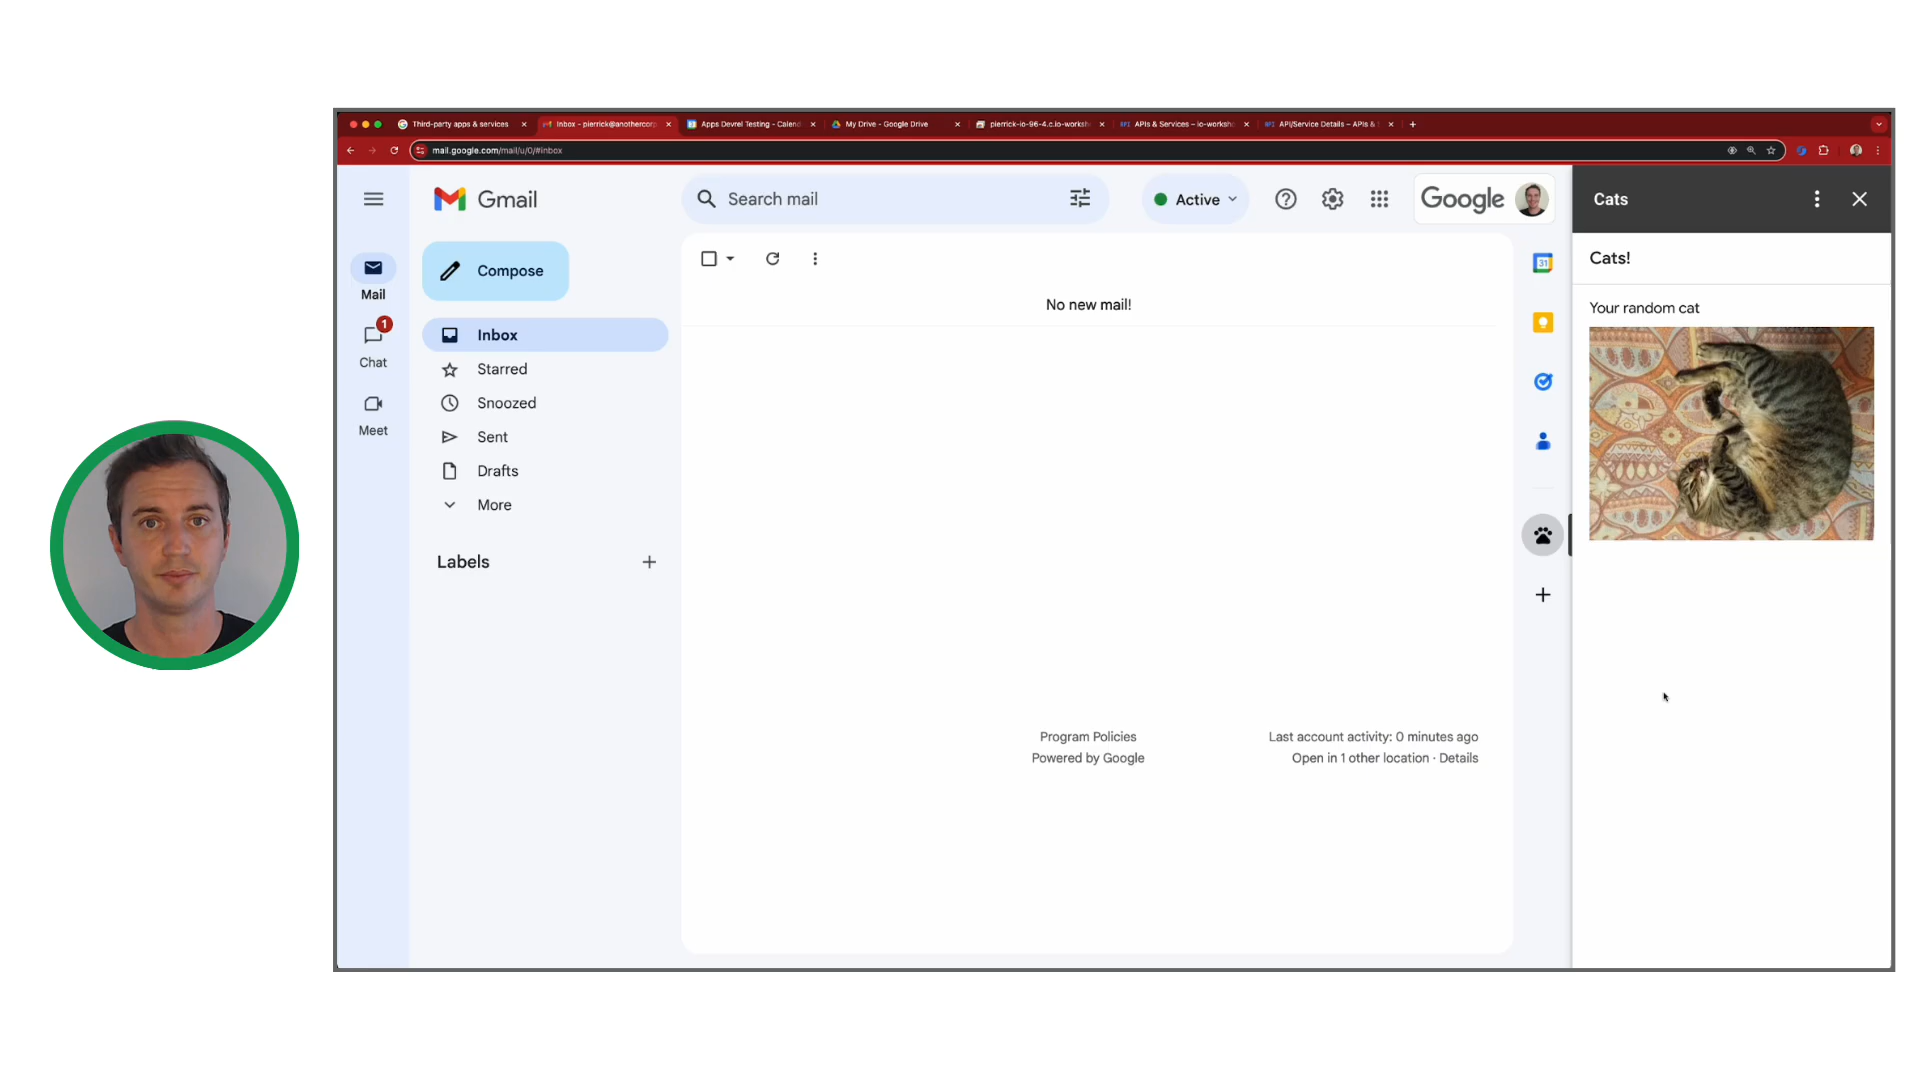 Third-party apps & services
Inbox - pierrick@anothercorp
Apps Devrel Testing - Calend
My Drive - Google Drive
pierrick-io-96-4.c.io-worksh
APIs & Services – io-worksh
API/Service Details – APIs &
mail.google.com/mail/u/0/#inbox
Gmail
Search mail
Active
Google
Cats
Compose
Cats!
Mail
No new mail!
Your random cat
1
Chat
Inbox
Starred
Meet
Snoozed
Sent
Drafts
More
Labels
31
Program Policies
Powered by Google
Last account activity: 0 minutes ago
Open in 1 other location · Details